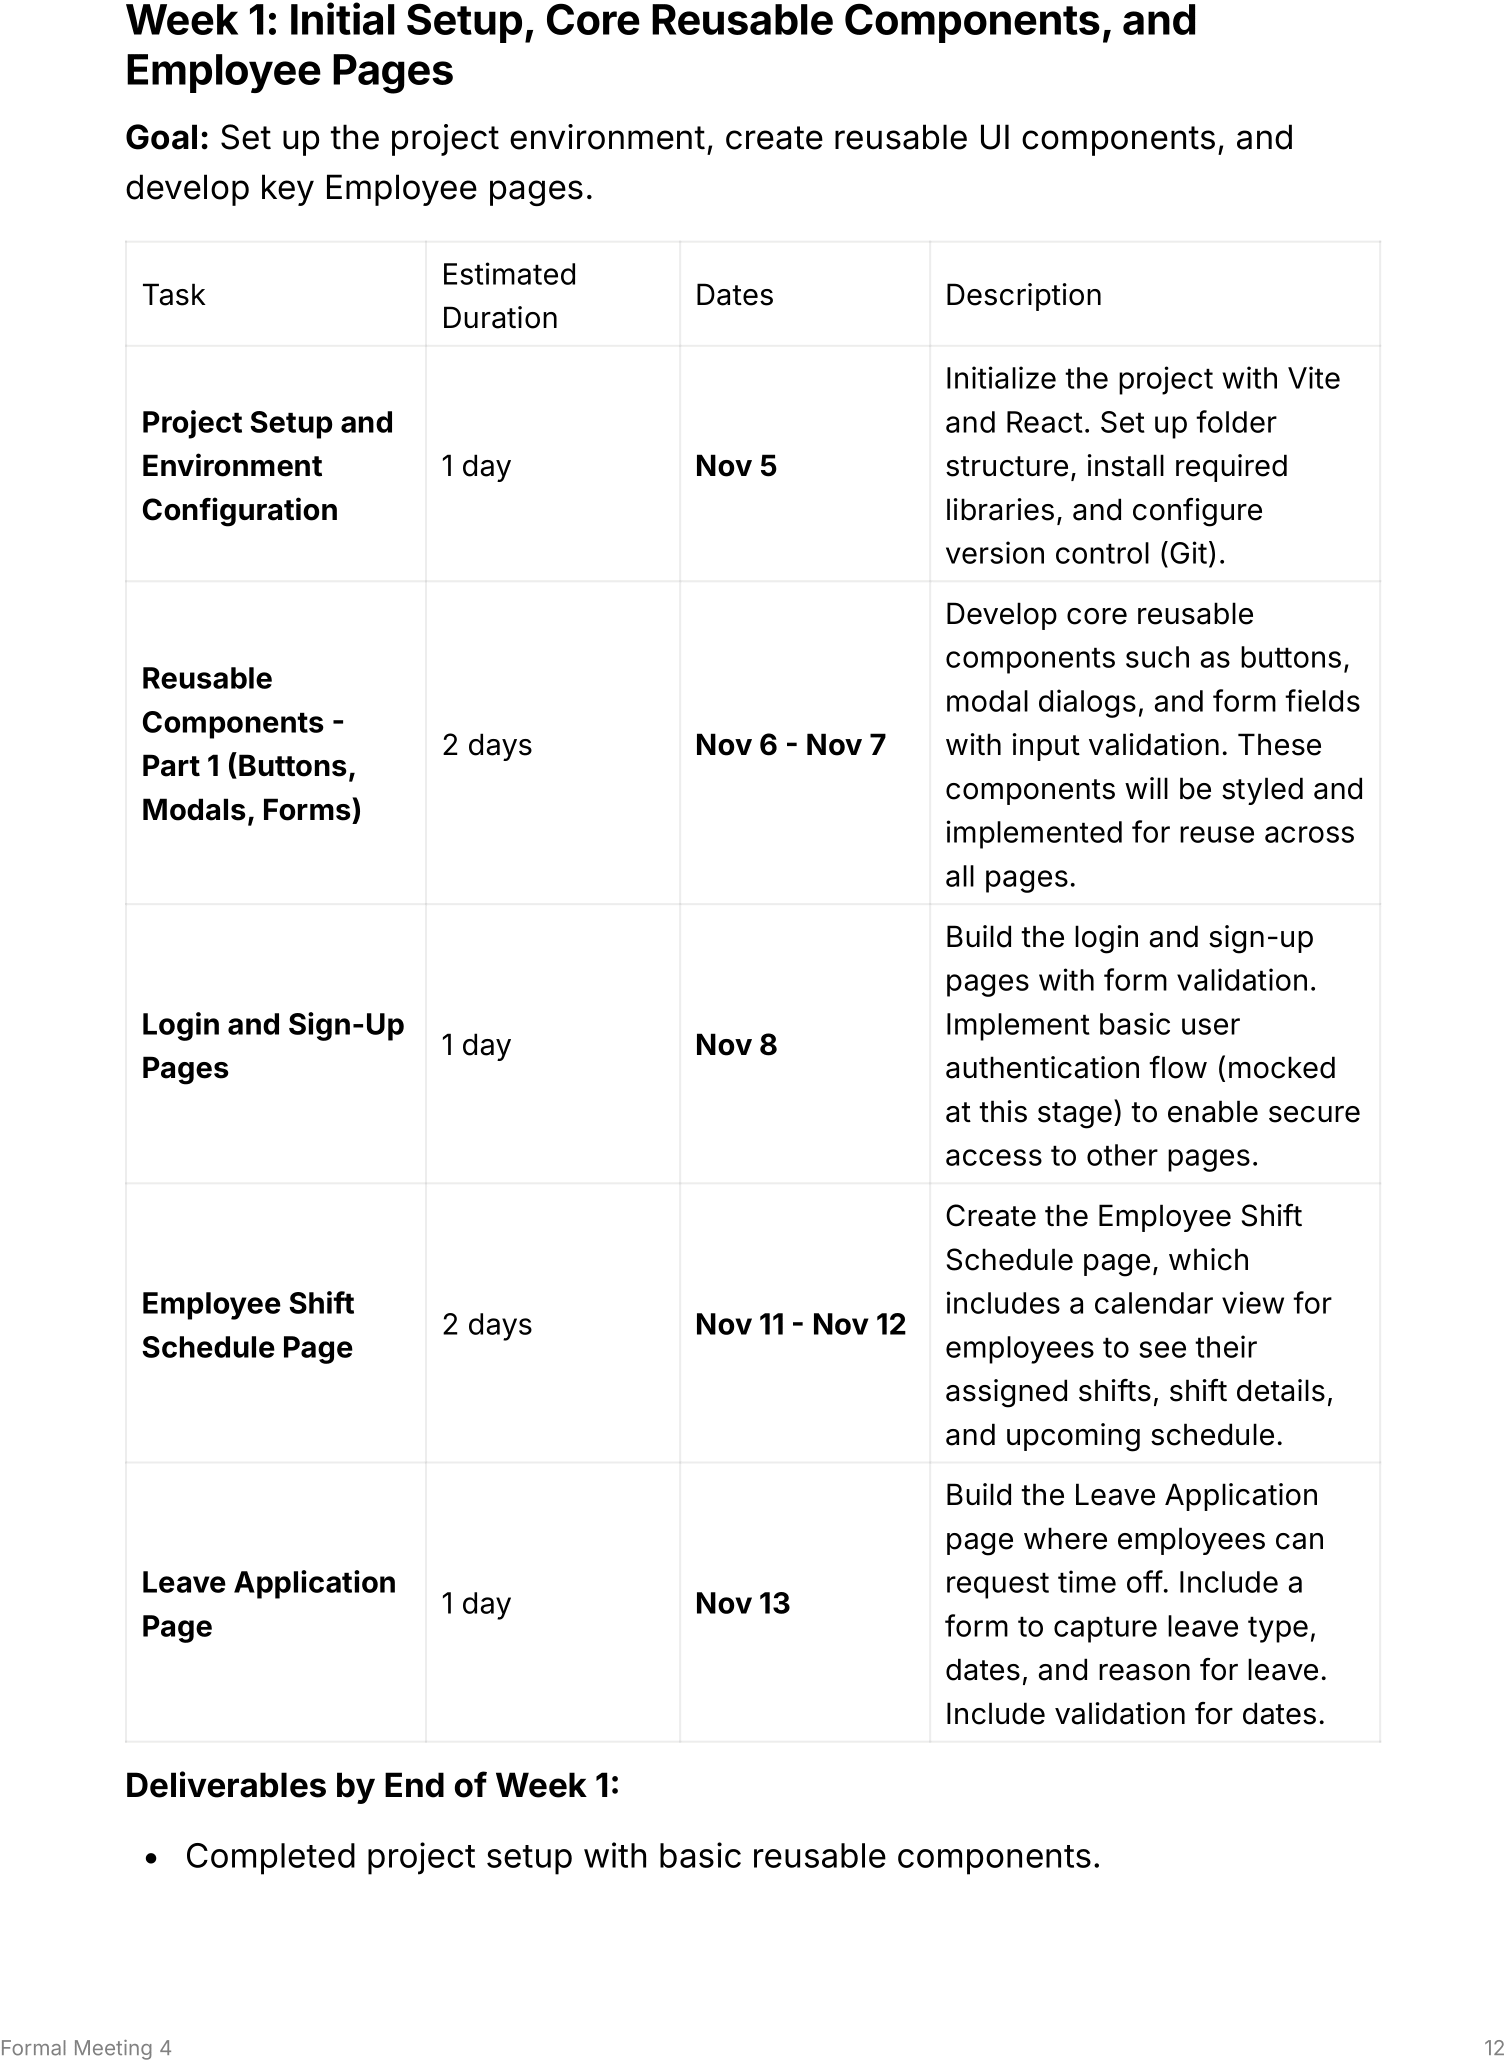 Week 1: Initial Setup, Core Reusable Components, and
Employee Pages
Goal: Set up the project environment, create reusable UI components, and
develop key Employee pages.
Task
Estimated
Duration
Dates
Description
Project Setup and
Environment
Configuration
1 day
Nov 5
Initialize the project with Vite
and React. Set up folder
structure, install required
libraries, and configure
version control (Git).
Reusable
Components -
Part 1 (Buttons,
Modals, Forms)
2 days
Nov 6 - Nov 7
Develop core reusable
components such as buttons,
modal dialogs, and form fields
with input validation. These
components will be styled and
implemented for reuse across
all pages.
Login and Sign-Up
Pages
1 day
Nov 8
Build the login and sign-up
pages with form validation.
Implement basic user
authentication flow (mocked
at this stage) to enable secure
access to other pages.
Employee Shift
Schedule Page
2 days
Nov 11 - Nov 12
Create the Employee Shift
Schedule page, which
includes a calendar view for
employees to see their
assigned shifts, shift details,
and upcoming schedule.
Leave Application
Page
1 day
Nov 13
Build the Leave Application
page where employees can
request time off. Include a
form to capture leave type,
dates, and reason for leave.
Include validation for dates.
Deliverables by End of Week 1:
• Completed project setup with basic reusable components.
Formal Meeting 4
12